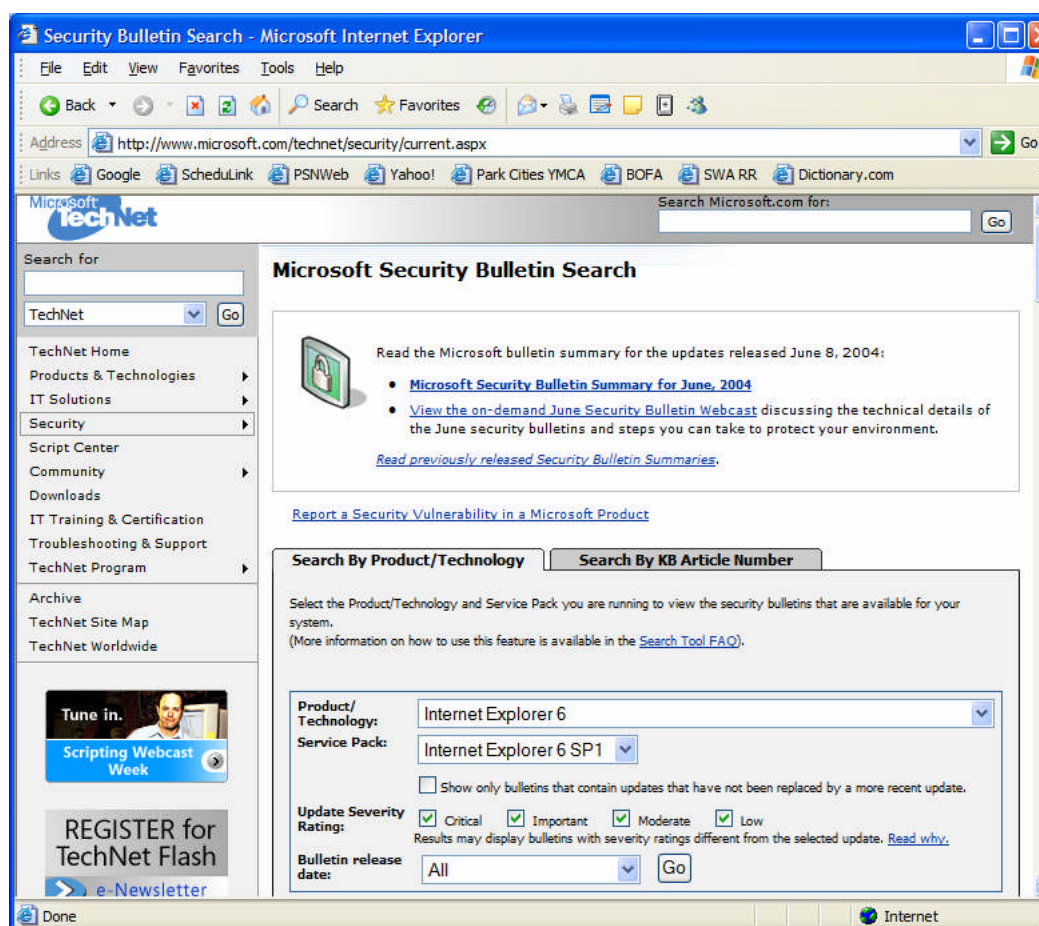 Security Bulletin Search - Microsoft Internet Explorer
File Edit View Favorites Tools Help
Back Search Favorites
Address http://www.microsoft.com/technet/security/current.aspx Go
Links Google ScheduLink PSNWeb Yahoo! Park Cities YMCA BOFA SWA RR Dictionary.com
Microsoft
TechNet
Search Microsoft.com for:
Go
Search for
TechNet Go
TechNet Home
Products & Technologies
IT Solutions
Security
Script Center
Community
Downloads
IT Training & Certification
Troubleshooting & Support
TechNet Program
Archive
TechNet Site Map
TechNet Worldwide
Tune in.
Scripting Webcast
Week
REGISTER for
TechNet Flash
e-Newsletter
Microsoft Security Bulletin Search
Read the Microsoft bulletin summary for the updates released June 8, 2004:
• Microsoft Security Bulletin Summary for June, 2004
• View the on-demand June Security Bulletin Webcast discussing the technical details of
the June security bulletins and steps you can take to protect your environment.
Read previously released Security Bulletin Summaries.
Report a Security Vulnerability in a Microsoft Product
Search By Product/Technology Search By KB Article Number
Select the Product/Technology and Service Pack you are running to view the security bulletins that are available for your
system.
(More information on how to use this feature is available in the Search Tool FAQ).
Product/
Technology:
Internet Explorer 6
Service Pack:
Internet Explorer 6 SP1
Show only bulletins that contain updates that have not been replaced by a more recent update.
Update Severity
Rating:
Critical Important Moderate Low
Results may display bulletins with severity ratings different from the selected update. Read why.
Bulletin release
date:
All Go
Done Internet